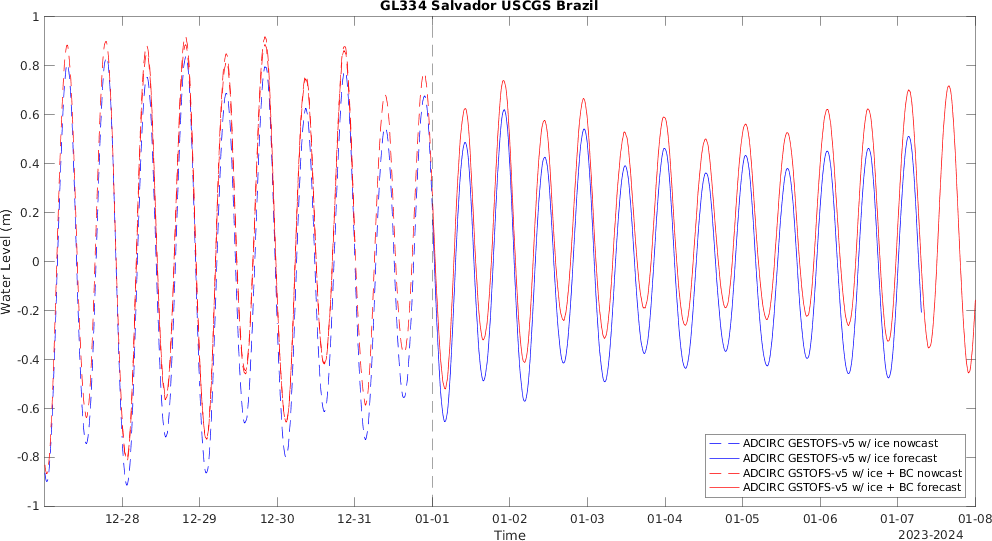 GL334 Salvador USCGS Brazil
1
0.8
0.6
0.4
0.2
0
-0.2
-0.4
-0.6
-0.8
-1
Water Level (m)
ADCIRC GESTOFS-v5 w/ ice nowcast
ADCIRC GESTOFS-v5 w/ ice forecast
ADCIRC GSTOFS-v5 w/ ice + BC nowcast
ADCIRC GSTOFS-v5 w/ ice + BC forecast
12-28 12-29 12-30 12-31 01-01 01-02 01-03 01-04 01-05 01-06 01-07 01-08
Time
2023-2024